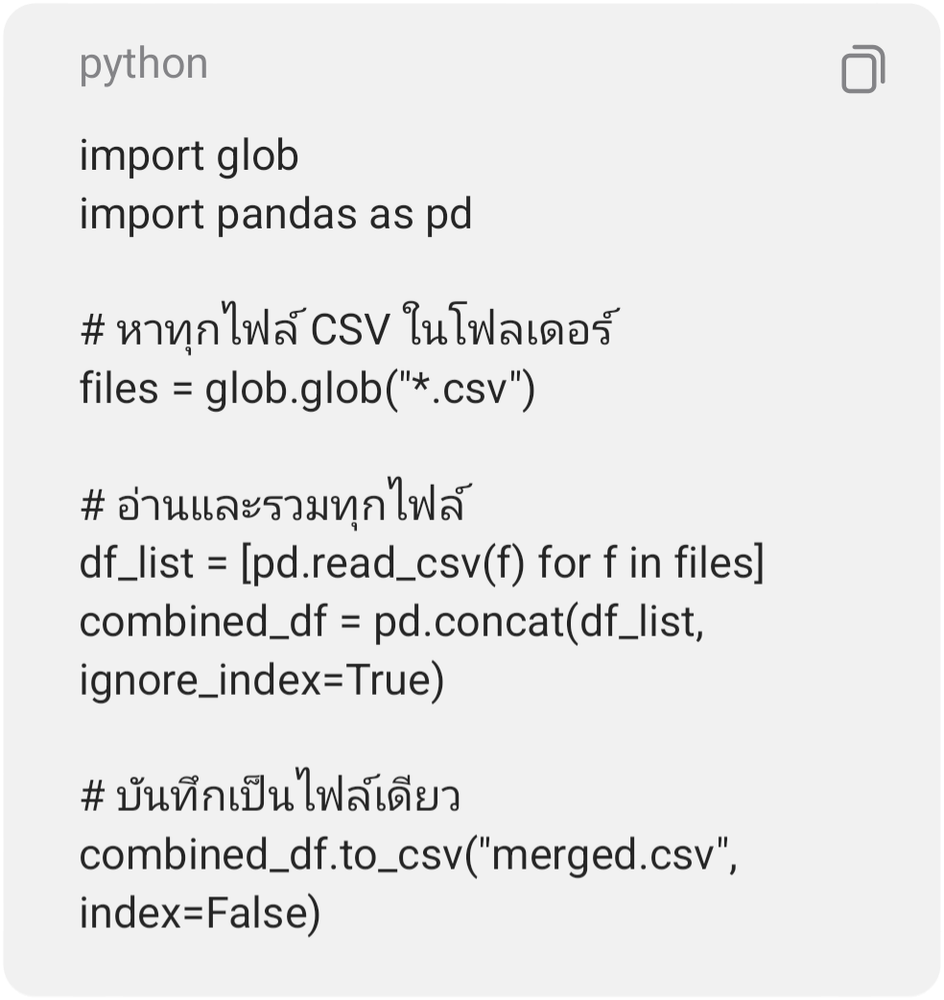 python
import glob
import pandas as pd
# หาทุกไฟล์ CSV ในโฟลเดอร์
files = glob.glob("*.csv")
# อ่านและรวมทุกไฟล์
df_list = [pd.read_csv(f) for f in files]
combined_df = pd.concat(df_list,
ignore_index=True)
# บันทึกเป็นไฟล์เดียว
combined_df.to_csv("merged.csv",
index=False)